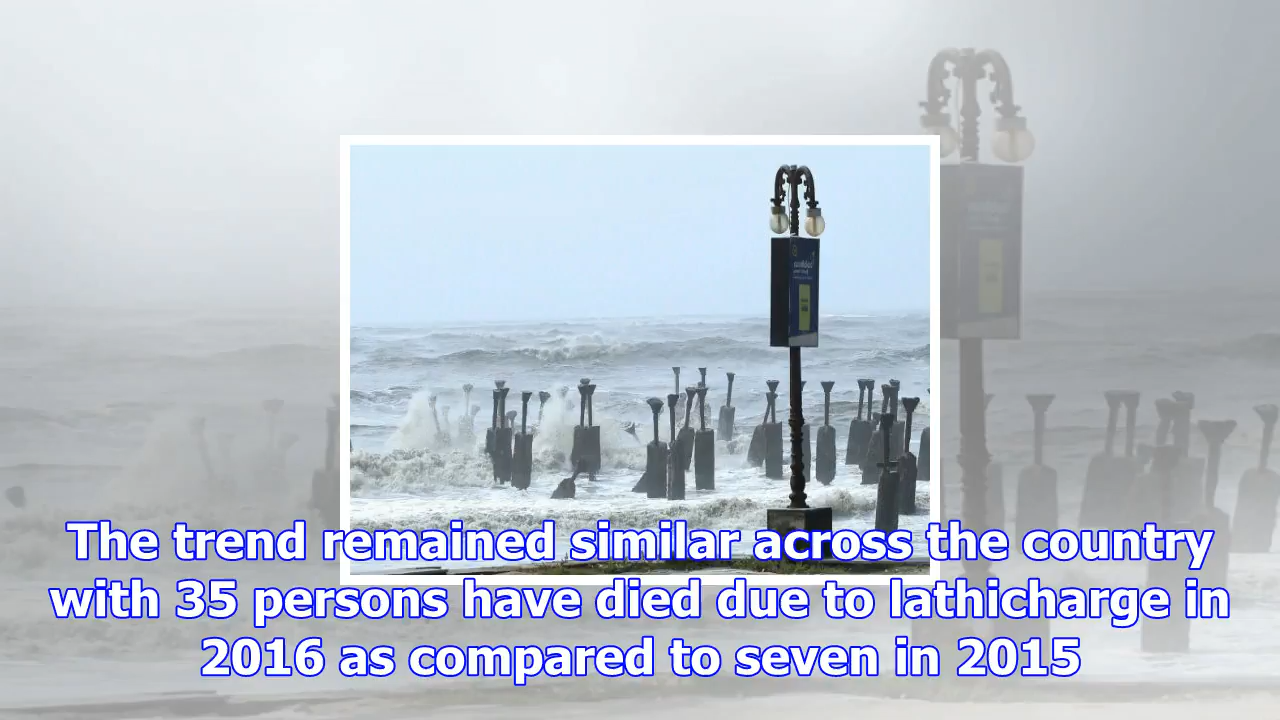 The trend remained similar across the country
with 35 persons have died due to lathicharge in
2016 as compared to seven in 2015